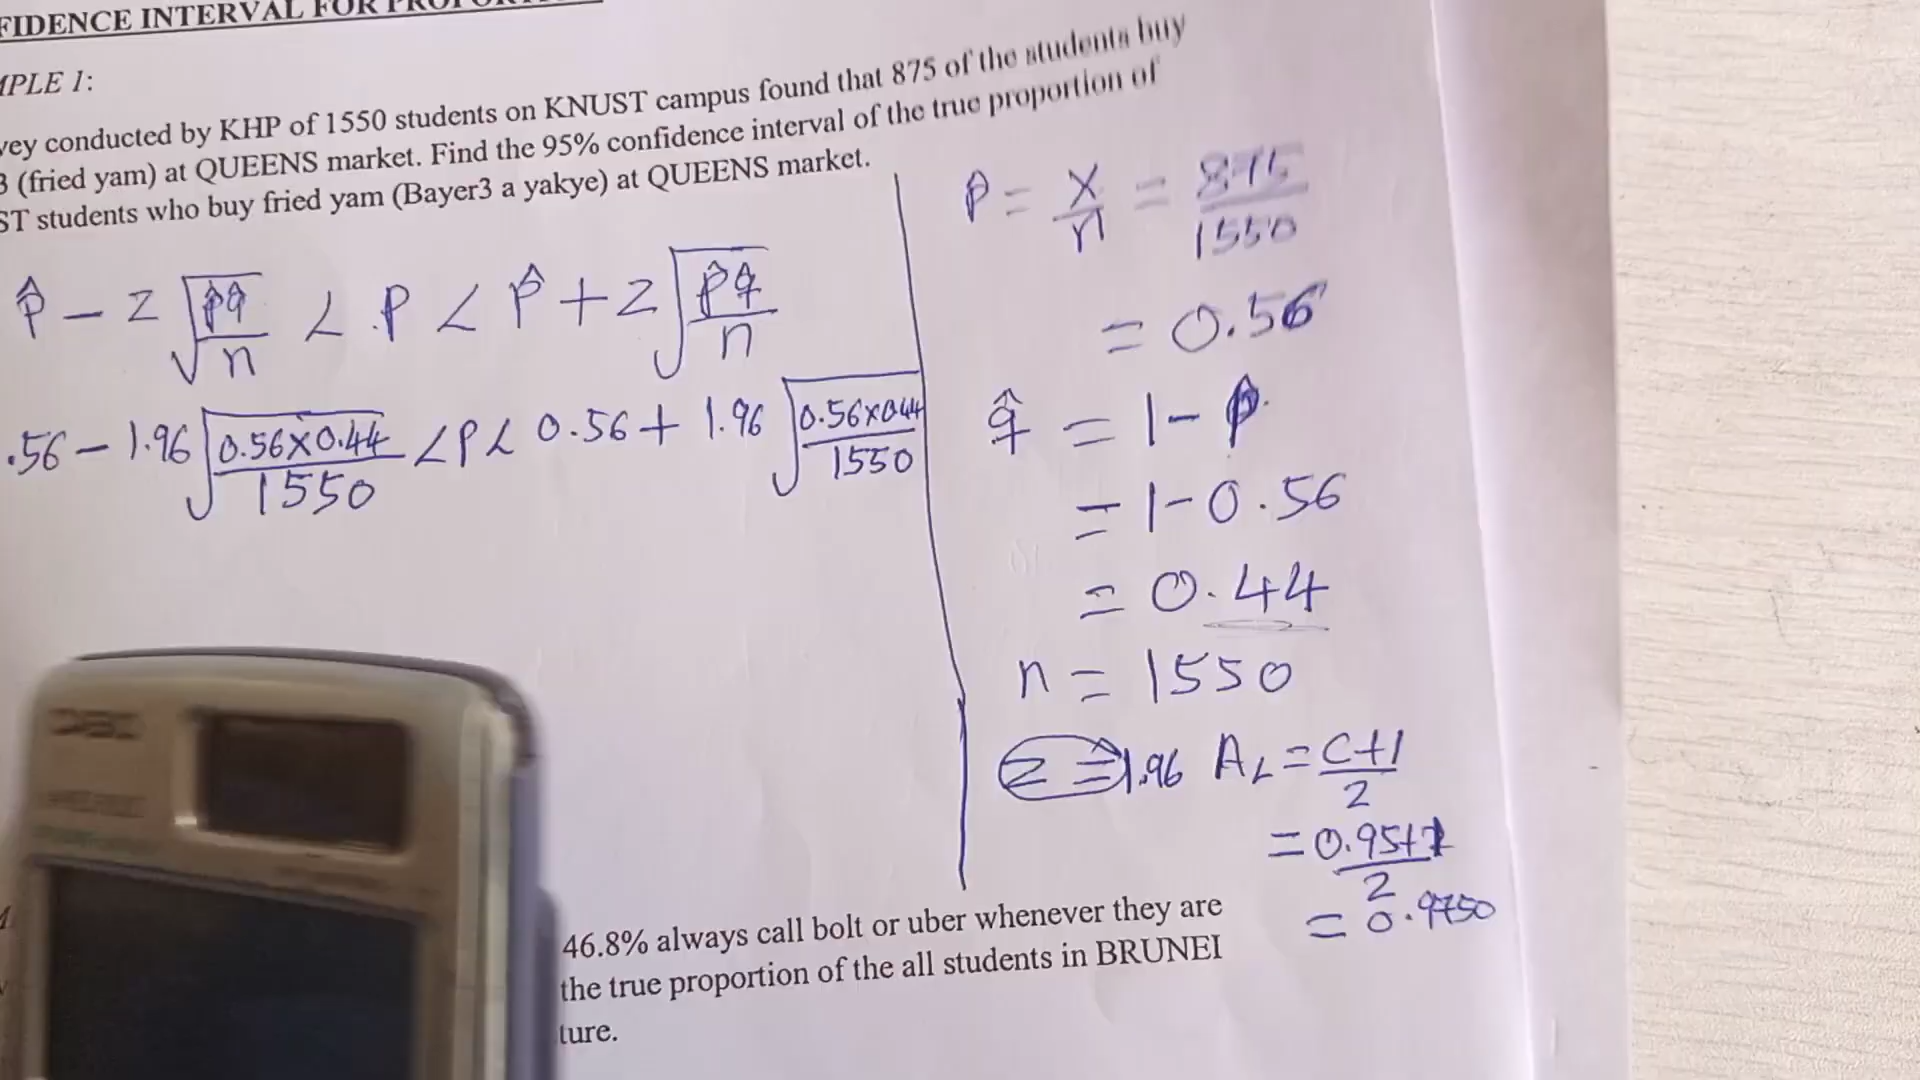 FIDENCE INTERVAL FOR
MPLE 1:
vey conducted by KHP of 1550 students on KNUST campus found that 875 of the students buy
3 (fried yam) at QUEENS market. Find the 95% confidence interval of the true proportion of
ST students who buy fried yam (Bayer3 a yakye) at QUEENS market.
p̂ - z √(p̂q̂/n) < p < p̂ + z √(p̂q̂/n)
.56 - 1.96 √(0.56×0.44/1550) < p < 0.56 + 1.96 √(0.56×0.44/1550)
p̂ = x/n = 875/1550
= 0.56
q̂ = 1 - p̂
= 1 - 0.56
= 0.44
n = 1550
z = 1.96 A_L = C+1/2
= 0.95+1/2
= 0.9750
46.8% always call bolt or uber whenever they are
the true proportion of the all students in BRUNEI
ture.